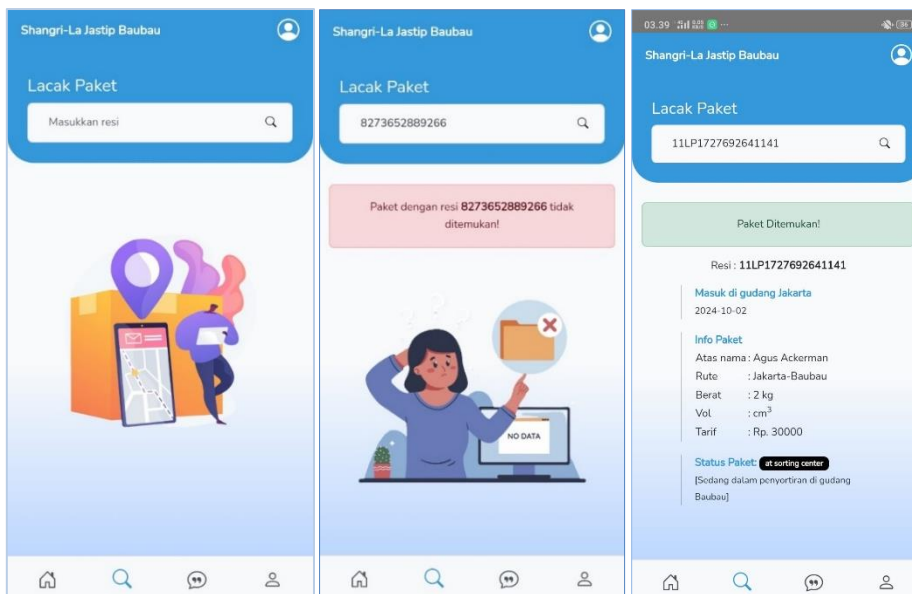 Shangri-La Jastip Baubau
Lacak Paket
Masukkan resi
Shangri-La Jastip Baubau
Lacak Paket
8273652889266
Paket dengan resi 8273652889266 tidak
ditemukan!
NO DATA
03.39
Shangri-La Jastip Baubau
Lacak Paket
11LP1727692641141
Paket Ditemukan!
Resi : 11LP1727692641141
Masuk di gudang Jakarta
2024-10-02
Info Paket
Atas nama : Agus Ackerman
Rute : Jakarta-Baubau
Berat : 2 kg
Vol : cm³
Tarif : Rp. 30000
Status Paket: at sorting center
[Sedang dalam penyortiran di gudang
Baubau]